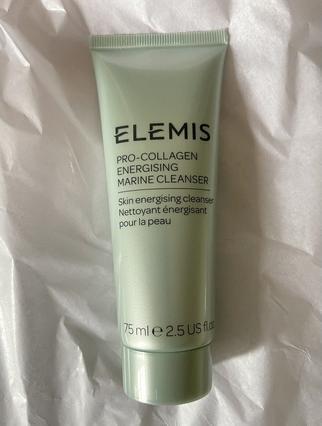 ELEMIS
PRO-COLLAGEN
ENERGISING
MARINE CLEANSER
Skin energising cleanser
Nettoyant énergisant
pour la peau
75 ml e 2.5 US fl.oz